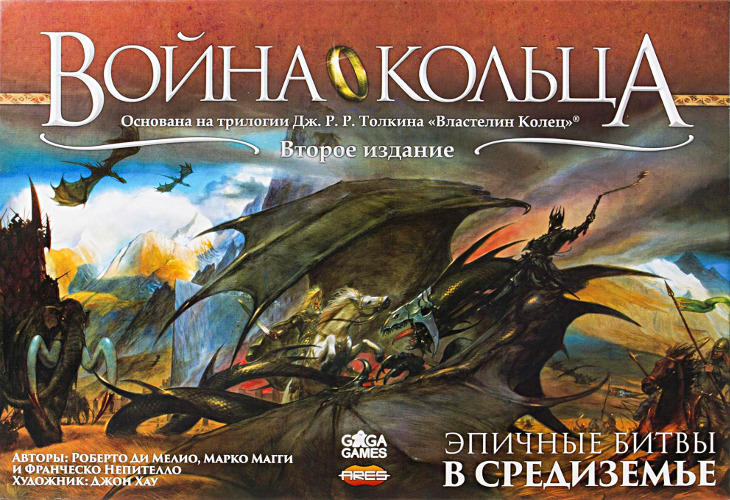 ВОЙНА КОЛЬЦА
Основана на трилогии Дж. Р. Р. Толкина «Властелин Колец»®
Второе издание
Авторы: Роберто Ди Мелио, Марко Магги
и Франческо Непителло
Художник: Джон Хау
GAGA
GAMES
ARES
ЭПИЧНЫЕ БИТВЫ
В СРЕДИЗЕМЬЕ